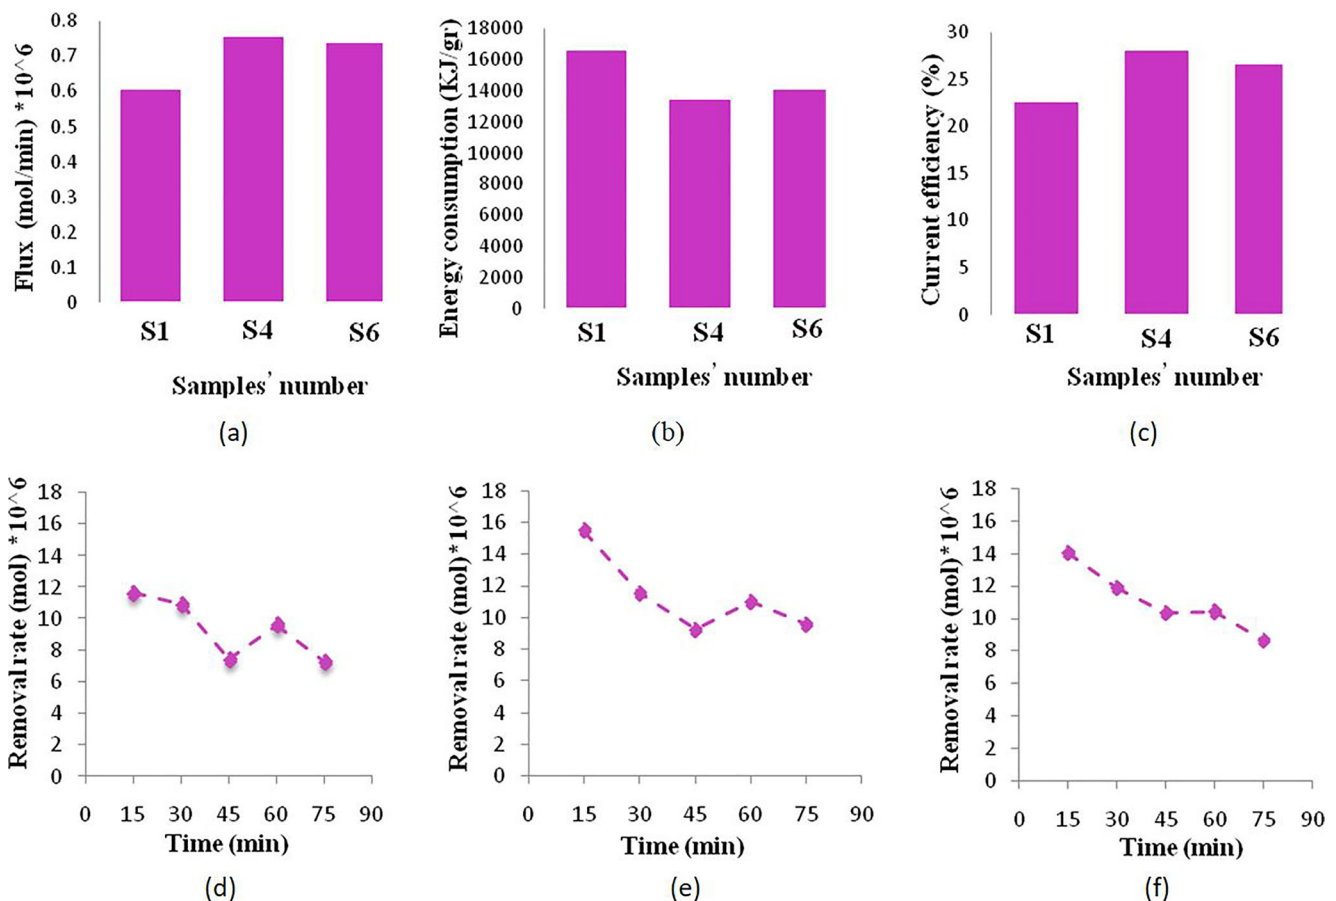 Flux (mol/min) *10^6
0.8
0.7
0.6
0.5
0.4
0.3
0.2
0.1
0
S1 S4 S6
Samples' number
(a)
Energy consumption (KJ/gr)
18000
16000
14000
12000
10000
8000
6000
4000
2000
0
S1 S4 S6
Samples' number
(b)
Current efficiency (%)
30
25
20
15
10
5
0
S1 S4 S6
Samples' number
(c)
Removal rate (mol) *10^6
18
16
14
12
10
8
6
4
2
0
0 15 30 45 60 75 90
Time (min)
(d)
Removal rate (mol)*10^6
18
16
14
12
10
8
6
4
2
0
0 15 30 45 60 75 90
Time (min)
(e)
Removal rate (mol)*10^6
18
16
14
12
10
8
6
4
2
0
0 15 30 45 60 75 90
Time (min)
(f)